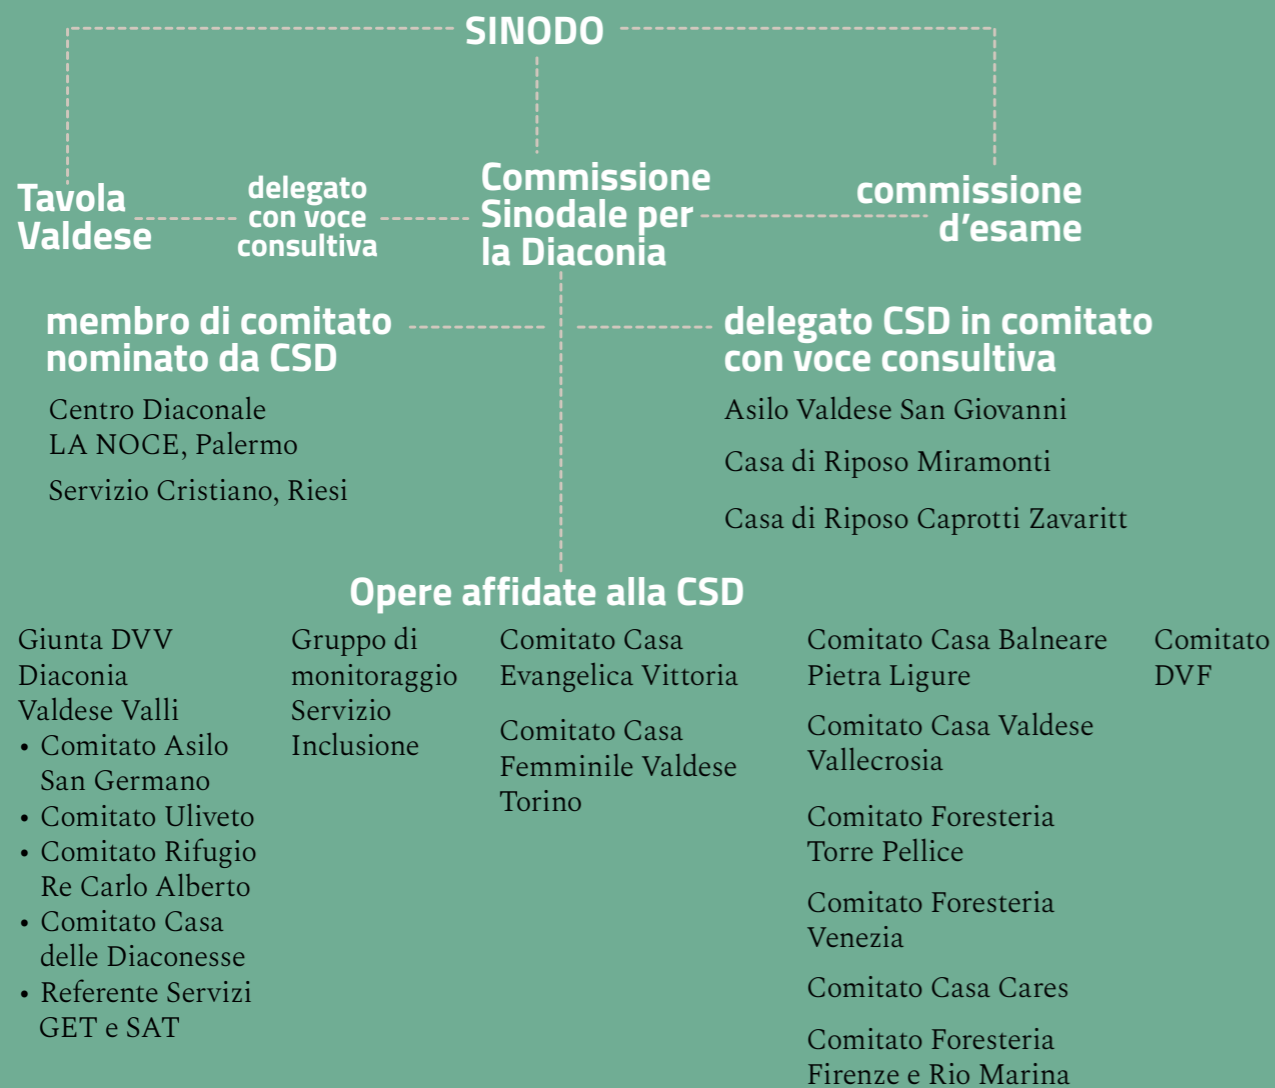 SINODO
Tavola
Valdese
delegato
con voce
consultiva
Commissione
Sinodale per
la Diaconia
commissione
d'esame
membro di comitato
nominato da CSD
Centro Diaconale
LA NOCE, Palermo
Servizio Cristiano, Riesi
delegato CSD in comitato
con voce consultiva
Asilo Valdese San Giovanni
Casa di Riposo Miramonti
Casa di Riposo Caprotti Zavaritt
Opere affidate alla CSD
Giunta DVV
Diaconia
Valdese Valli
• Comitato Asilo
San Germano
• Comitato Uliveto
• Comitato Rifugio
Re Carlo Alberto
• Comitato Casa
delle Diaconesse
• Referente Servizi
GET e SAT
Gruppo di
monitoraggio
Servizio
Inclusione
Comitato Casa
Evangelica Vittoria
Comitato Casa
Femminile Valdese
Torino
Comitato Casa Balneare
Pietra Ligure
Comitato Casa Valdese
Vallecrosia
Comitato Foresteria
Torre Pellice
Comitato Foresteria
Venezia
Comitato Casa Cares
Comitato Foresteria
Firenze e Rio Marina
Comitato
DVF